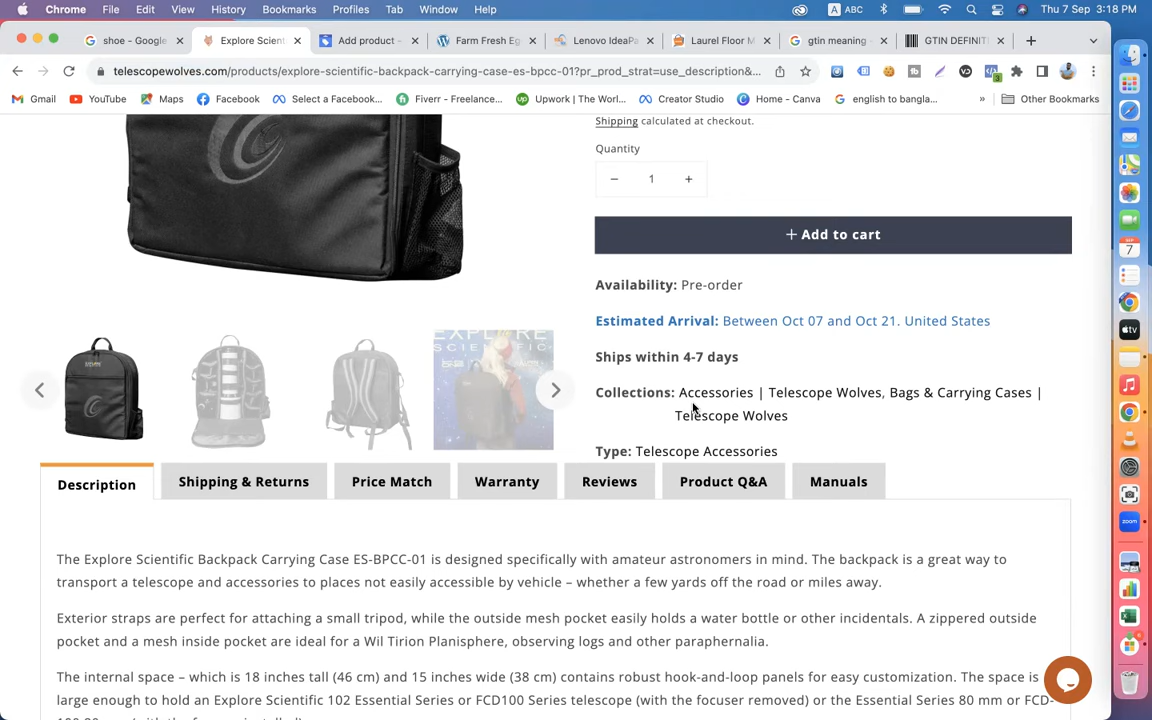 Chrome File Edit View History Bookmarks Profiles Tab Window Help A ABC Thu 7 Sep 3:18 PM
shoe - Google Explore Scient Add product - Farm Fresh Eg Lenovo IdeaPa Laurel Floor M gtin meaning - GTIN DEFINIT
telescopewolves.com/products/explore-scientific-backpack-carrying-case-es-bpcc-01?pr_prod_strat=use_description&...
Gmail YouTube Maps Facebook Select a Facebook... Fiverr - Freelance... Upwork | The Worl... Creator Studio Home - Canva english to bangla... » Other Bookmarks
Shipping calculated at checkout.
Quantity
− 1 +
+ Add to cart
Availability: Pre-order
Estimated Arrival: Between Oct 07 and Oct 21. United States
Ships within 4-7 days
Collections: Accessories | Telescope Wolves, Bags & Carrying Cases |
Telescope Wolves
Type: Telescope Accessories
Description Shipping & Returns Price Match Warranty Reviews Product Q&A Manuals
The Explore Scientific Backpack Carrying Case ES-BPCC-01 is designed specifically with amateur astronomers in mind. The backpack is a great way to
transport a telescope and accessories to places not easily accessible by vehicle – whether a few yards off the road or miles away.
Exterior straps are perfect for attaching a small tripod, while the outside mesh pocket easily holds a water bottle or other incidentals. A zippered outside
pocket and a mesh inside pocket are ideal for a Wil Tirion Planisphere, observing logs and other paraphernalia.
The internal space – which is 18 inches tall (46 cm) and 15 inches wide (38 cm) contains robust hook-and-loop panels for easy customization. The space is
large enough to hold an Explore Scientific 102 Essential Series or FCD100 Series telescope (with the focuser removed) or the Essential Series 80 mm or FCD-